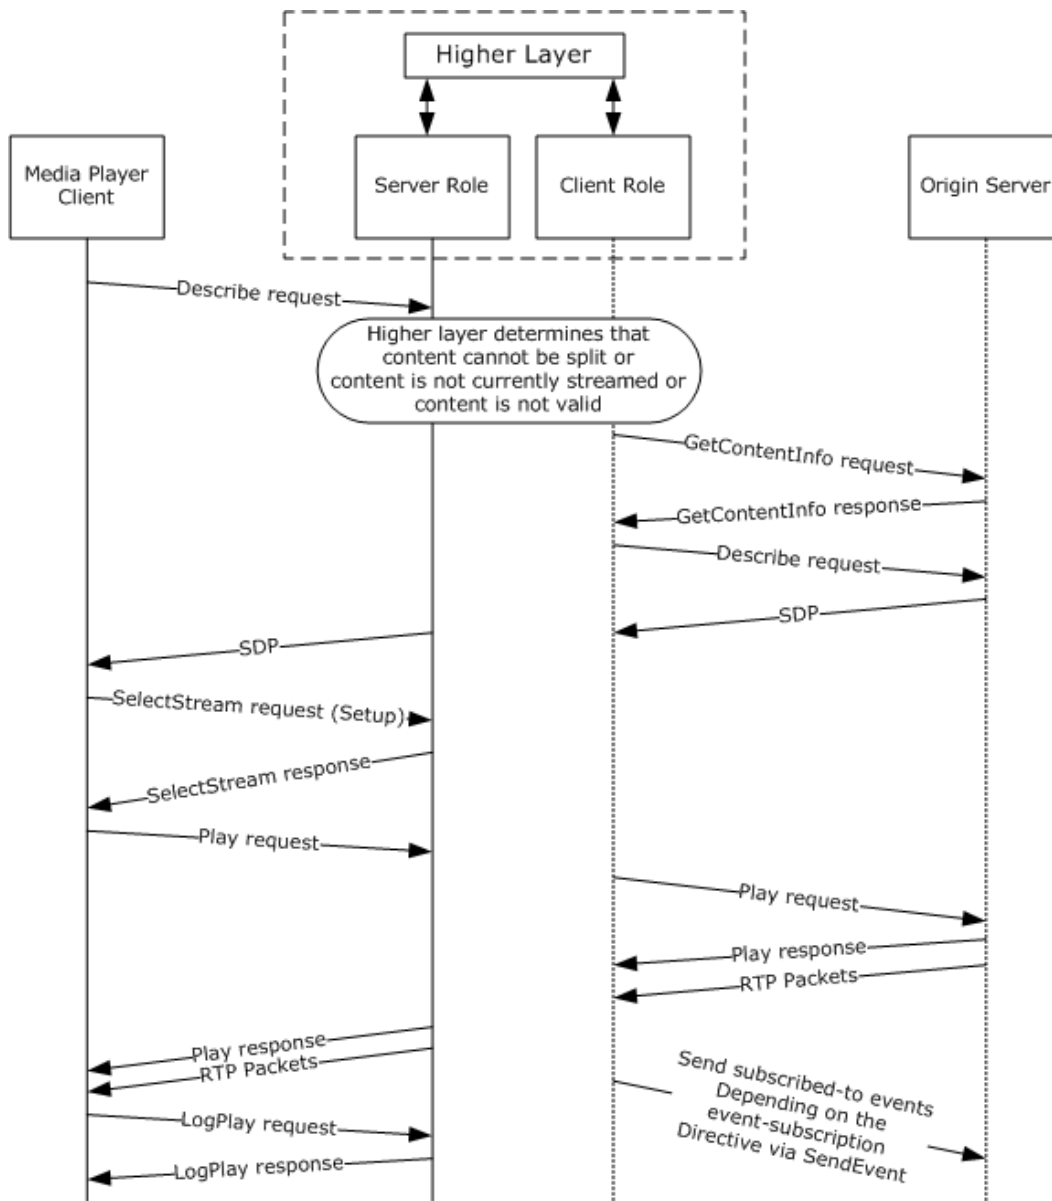 Higher Layer
Media Player
Client
Server Role
Client Role
Origin Server
Describe request
Higher layer determines that
content cannot be split or
content is not currently streamed or
content is not valid
GetContentInfo request
GetContentInfo response
Describe request
SDP
SDP
SelectStream request (Setup)
SelectStream response
Play request
Play request
Play response
RTP Packets
Play response
RTP Packets
Send subscribed-to events
Depending on the
event-subscription
Directive via SendEvent
LogPlay request
LogPlay response